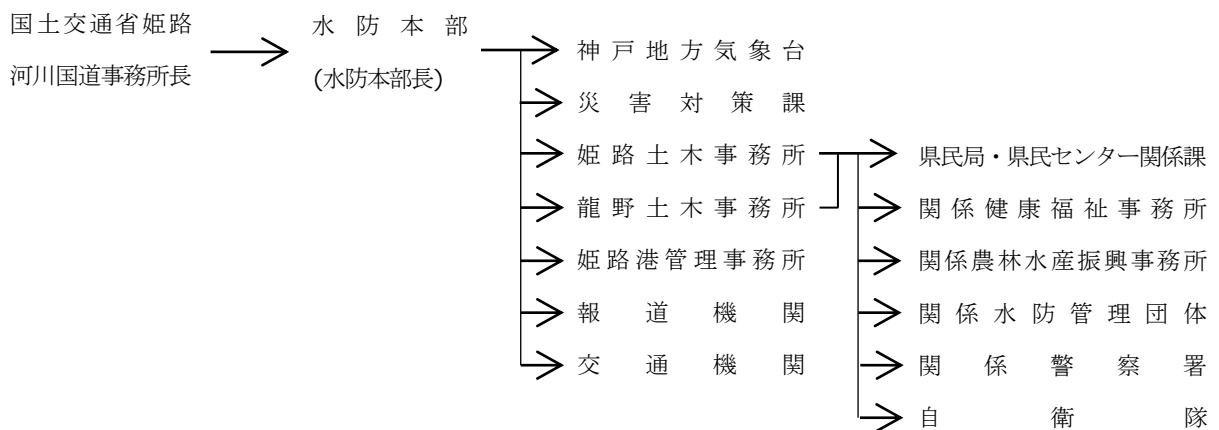 国土交通省姫路
河川国道事務所長
水防本部
(水防本部長)
神戸地方気象台
災害対策課
姫路土木事務所
龍野土木事務所
姫路港管理事務所
報道機関
交通機関
県民局・県民センター関係課
関係健康福祉事務所
関係農林水産振興事務所
関係水防管理団体
関係警察署
自衛隊